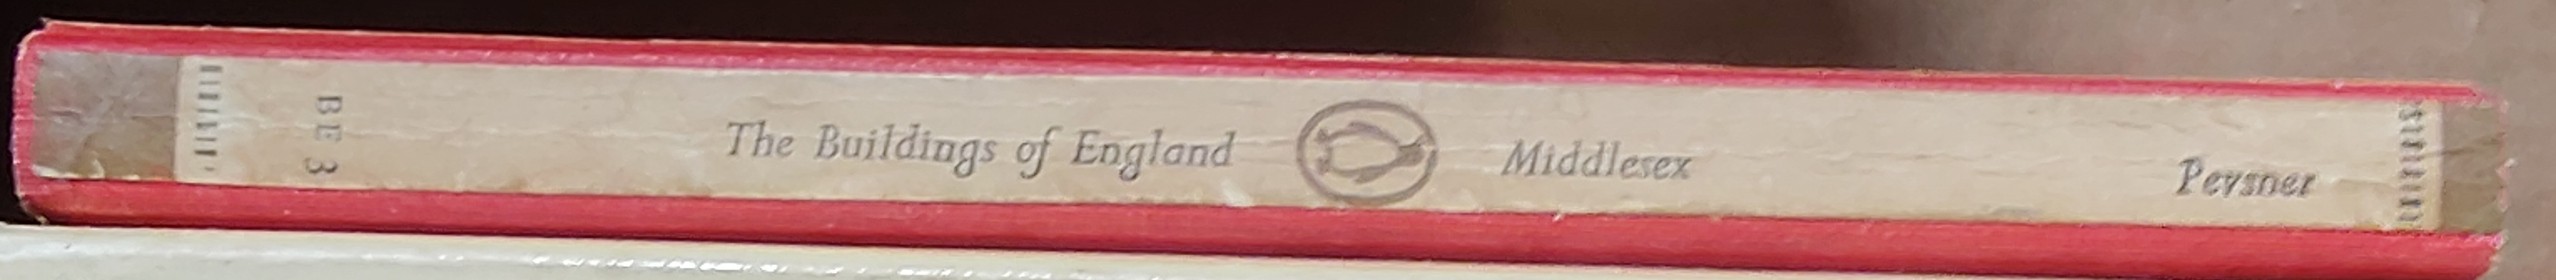 BE 3
The Buildings of England
Middlesex
Pevsner